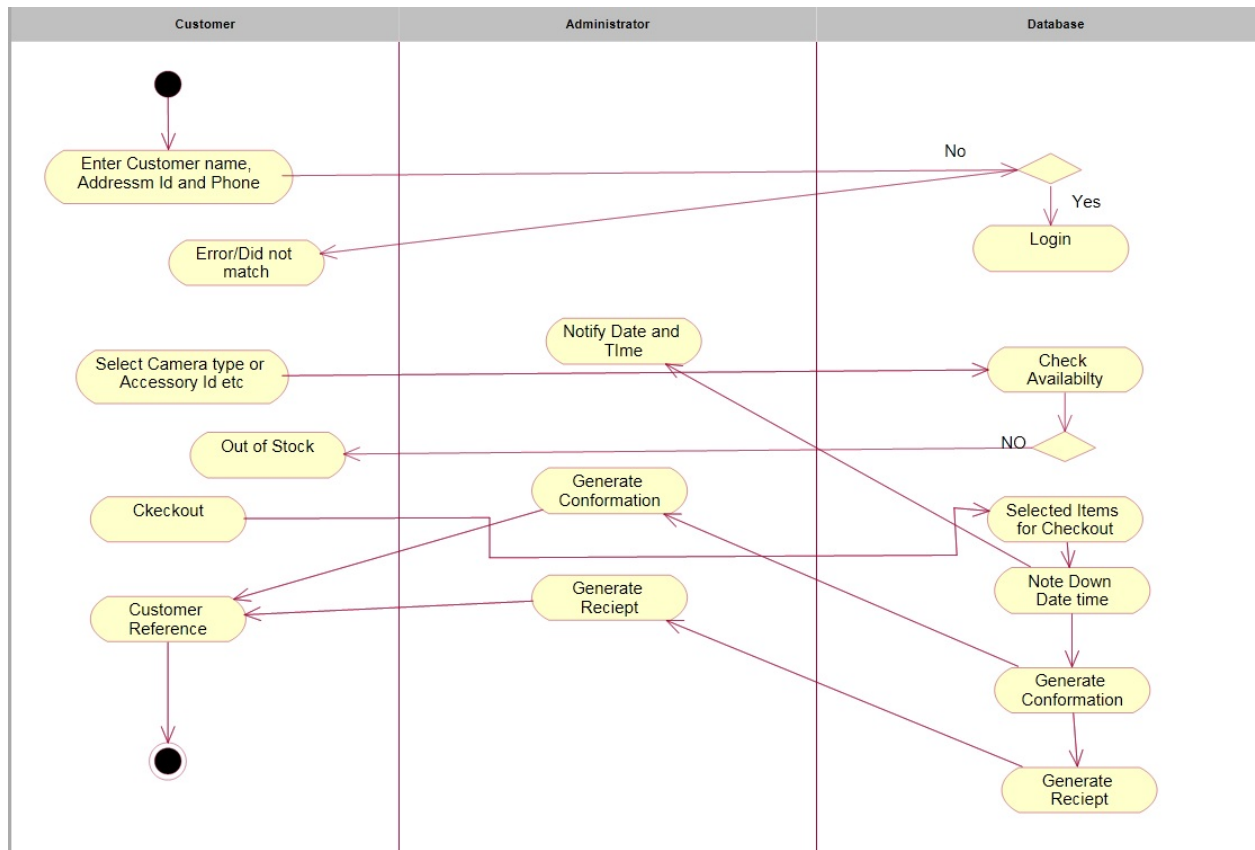 Customer
Administrator
Database
Enter Customer name,
Addressm Id and Phone
No
Yes
Login
Error/Did not
match
Notify Date and
TIme
Select Camera type or
Accessory Id etc
Check
Availabilty
Out of Stock
NO
Generate
Conformation
Ckeckout
Selected Items
for Checkout
Note Down
Date time
Customer
Reference
Generate
Reciept
Generate
Conformation
Generate
Reciept